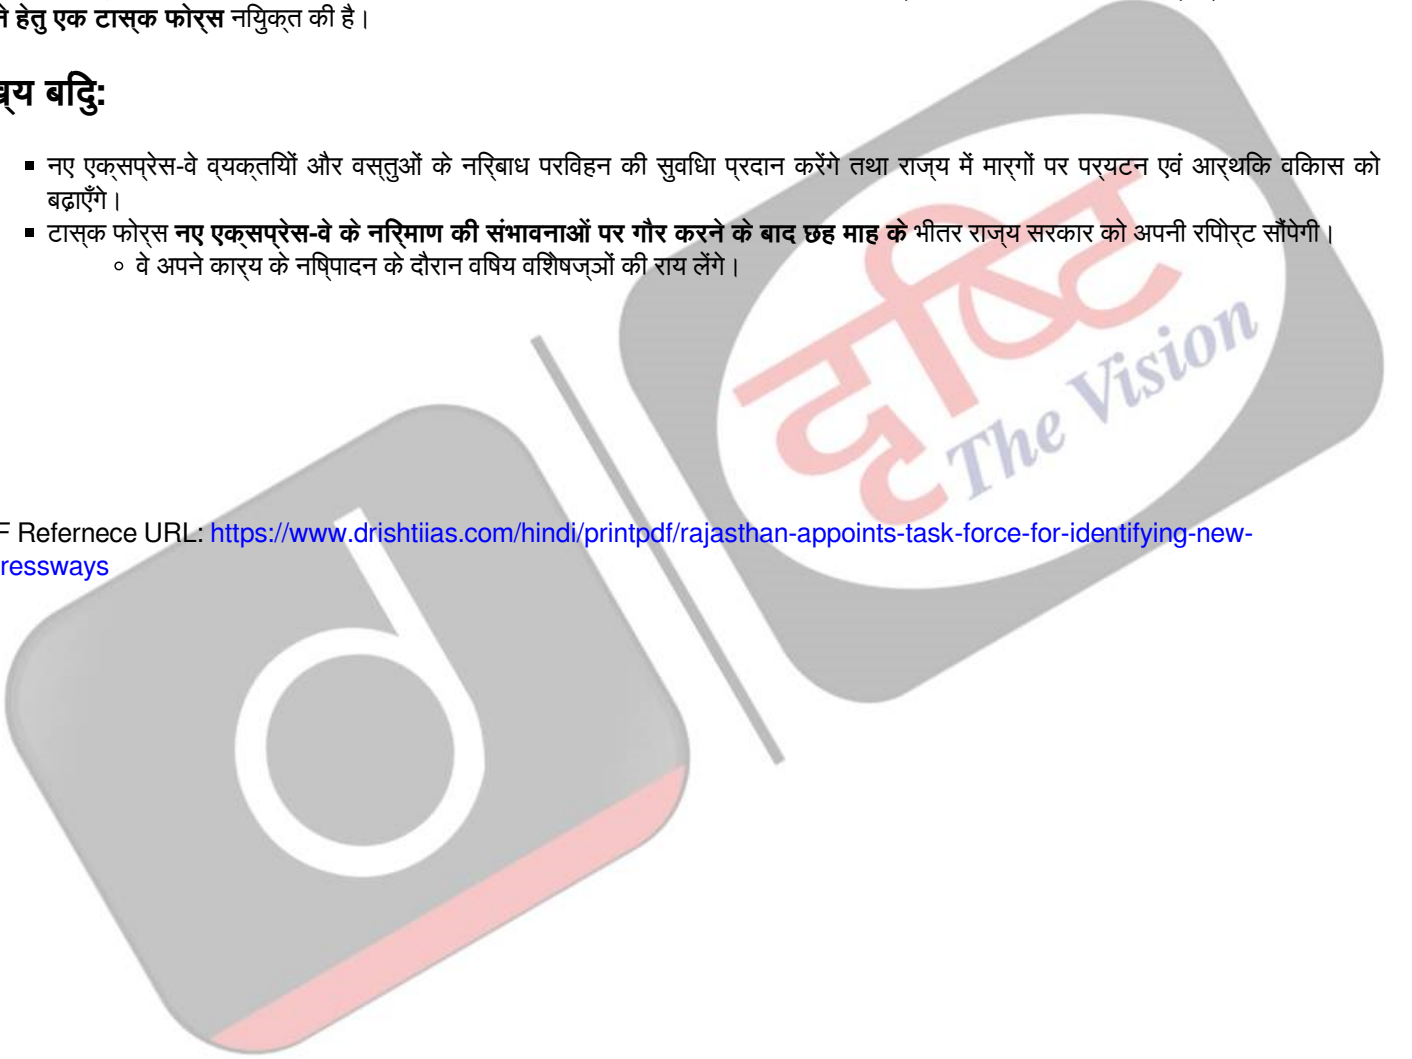 ने हेतु एक टास्क फोर्स नियुक्त की है।
ख्य बिंदु:
नए एक्सप्रेस-वे व्यक्तियों और वस्तुओं के निर्बाध परिवहन की सुविधा प्रदान करेंगे तथा राज्य में मार्गों पर पर्यटन एवं आर्थिक विकास को
बढ़ाएँगे।
टास्क फोर्स नए एक्सप्रेस-वे के निर्माण की संभावनाओं पर गौर करने के बाद छह माह के भीतर राज्य सरकार को अपनी रिपोर्ट सौंपेगी।
वे अपने कार्य के निष्पादन के दौरान विषय विशेषज्ञों की राय लेंगे।
दृष्टि
The Vision
F Refernece URL: https://www.drishtiias.com/hindi/printpdf/rajasthan-appoints-task-force-for-identifying-new-
ressways
d